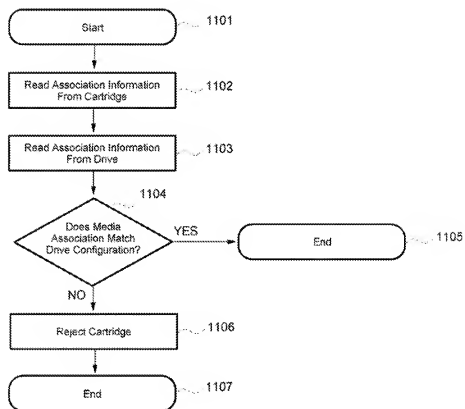 Start
1101
Read Association Information
From Cartridge
1102
Read Association Information
From Drive
1103
1104
Does Media
Association Match
Drive Configuration?
YES
End
1105
NO
Reject Cartridge
1106
End
1107